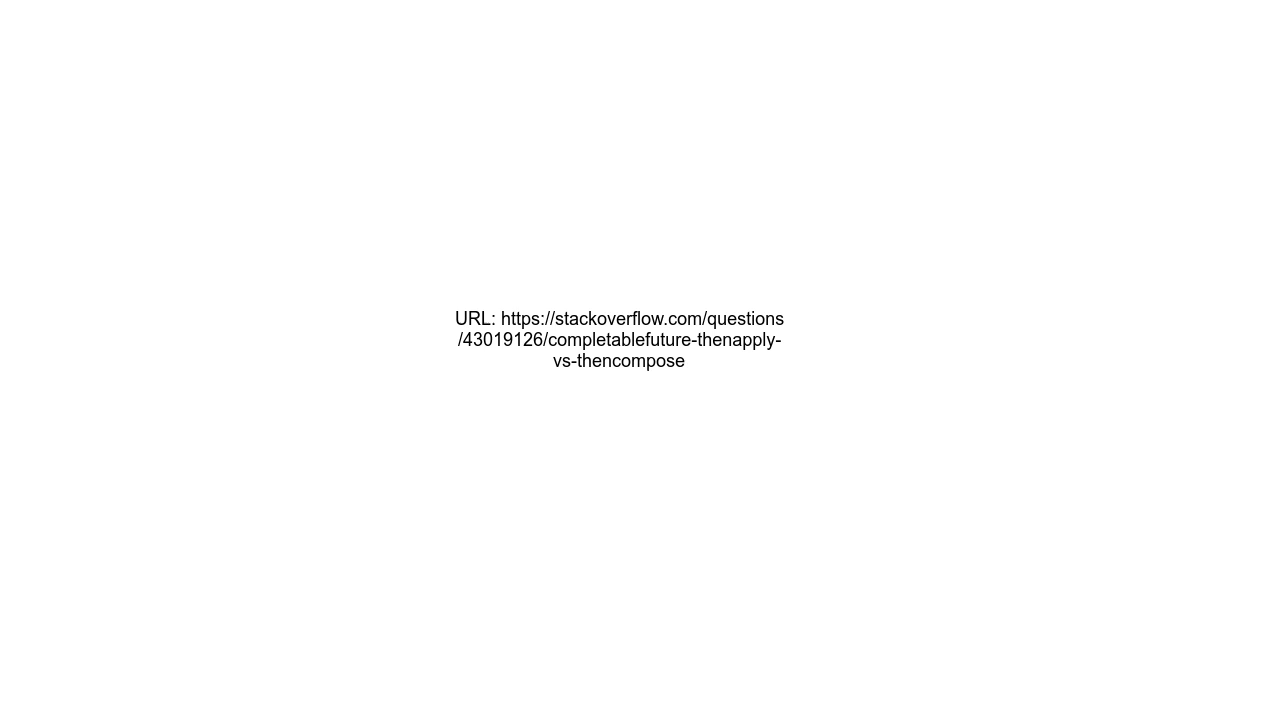 URL: https://stackoverflow.com/questions
/43019126/completablefuture-thenapply-
vs-thencompose